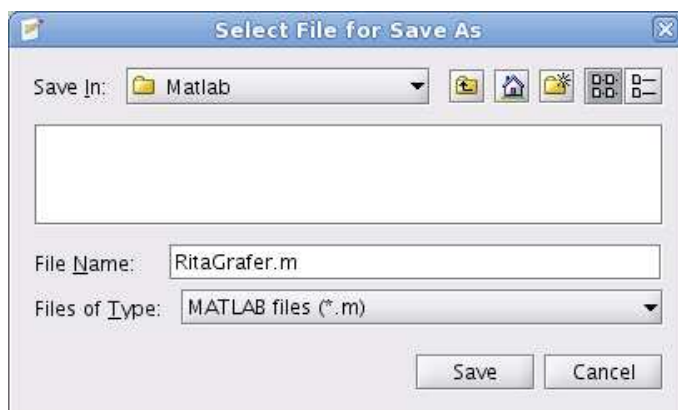 Select File for Save As
Save In: Matlab
File Name: RitaGrafer.m
Files of Type: MATLAB files (*.m)
Save Cancel